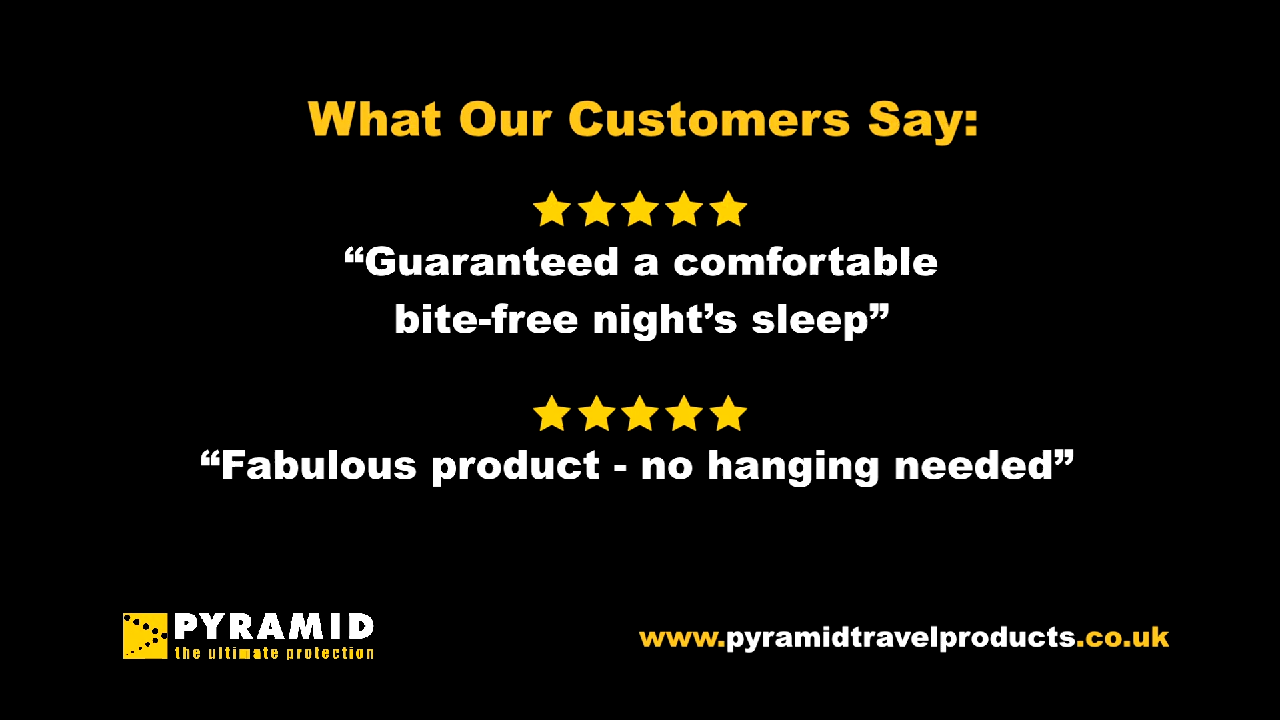 What Our Customers Say:
“Guaranteed a comfortable
bite-free night’s sleep”
“Fabulous product - no hanging needed”
PYRAMID
the ultimate protection
www.pyramidtravelproducts.co.uk